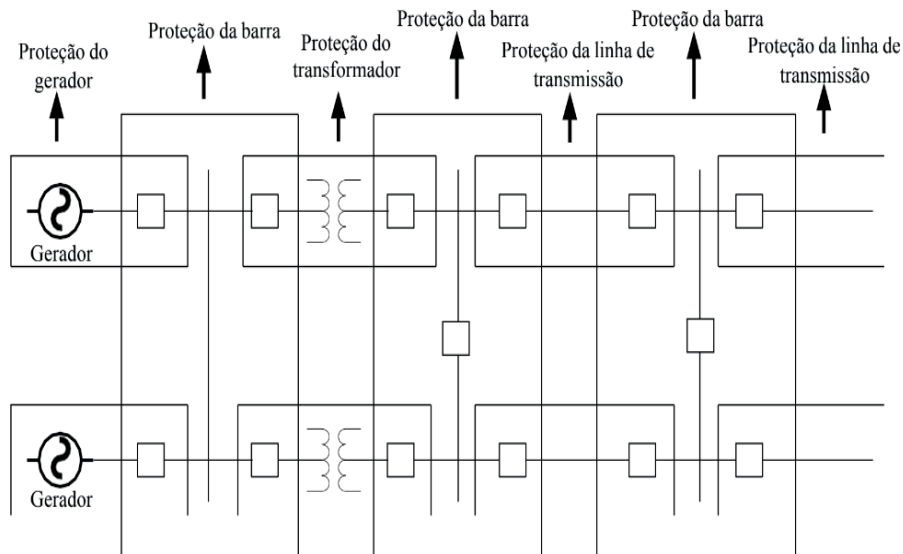 Proteção do
gerador
Proteção da barra
Proteção do
transformador
Proteção da barra
Proteção da linha de
transmissão
Proteção da barra
Proteção da linha de
transmissão
Gerador
Gerador